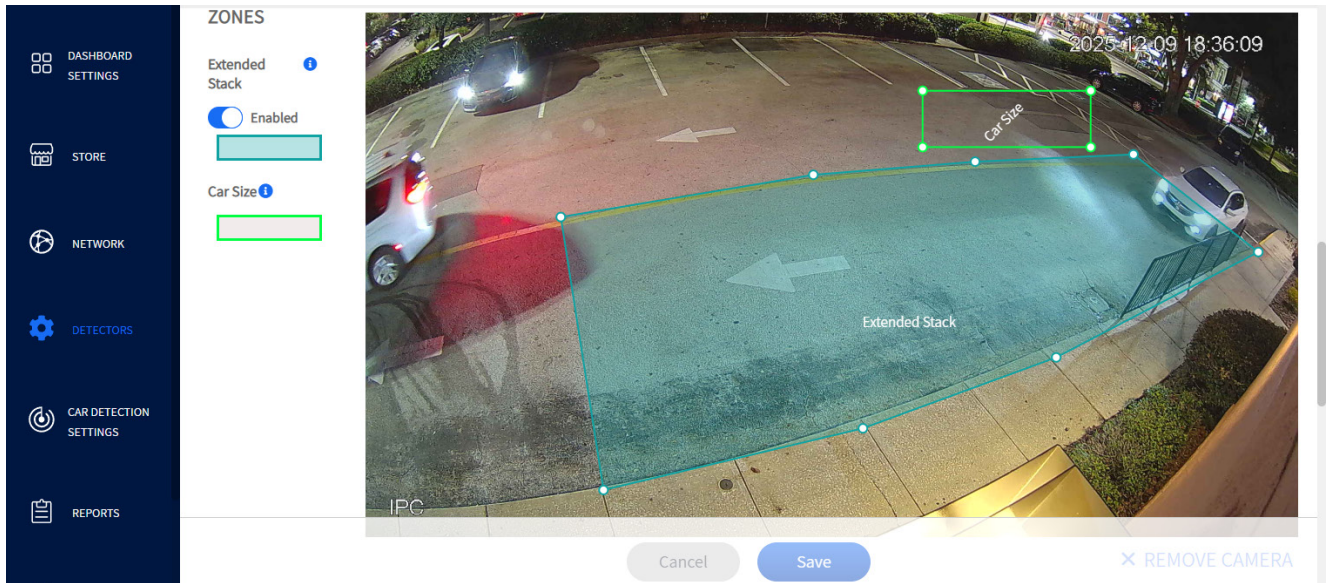 ZONES
DASHBOARD
SETTINGS
Extended
Stack
Enabled
STORE
Car Size
NETWORK
DETECTORS
CAR DETECTION
SETTINGS
REPORTS
2025-12-09 18:36:09
Car Size
Extended Stack
IPC
Cancel
Save
× REMOVE CAMERA